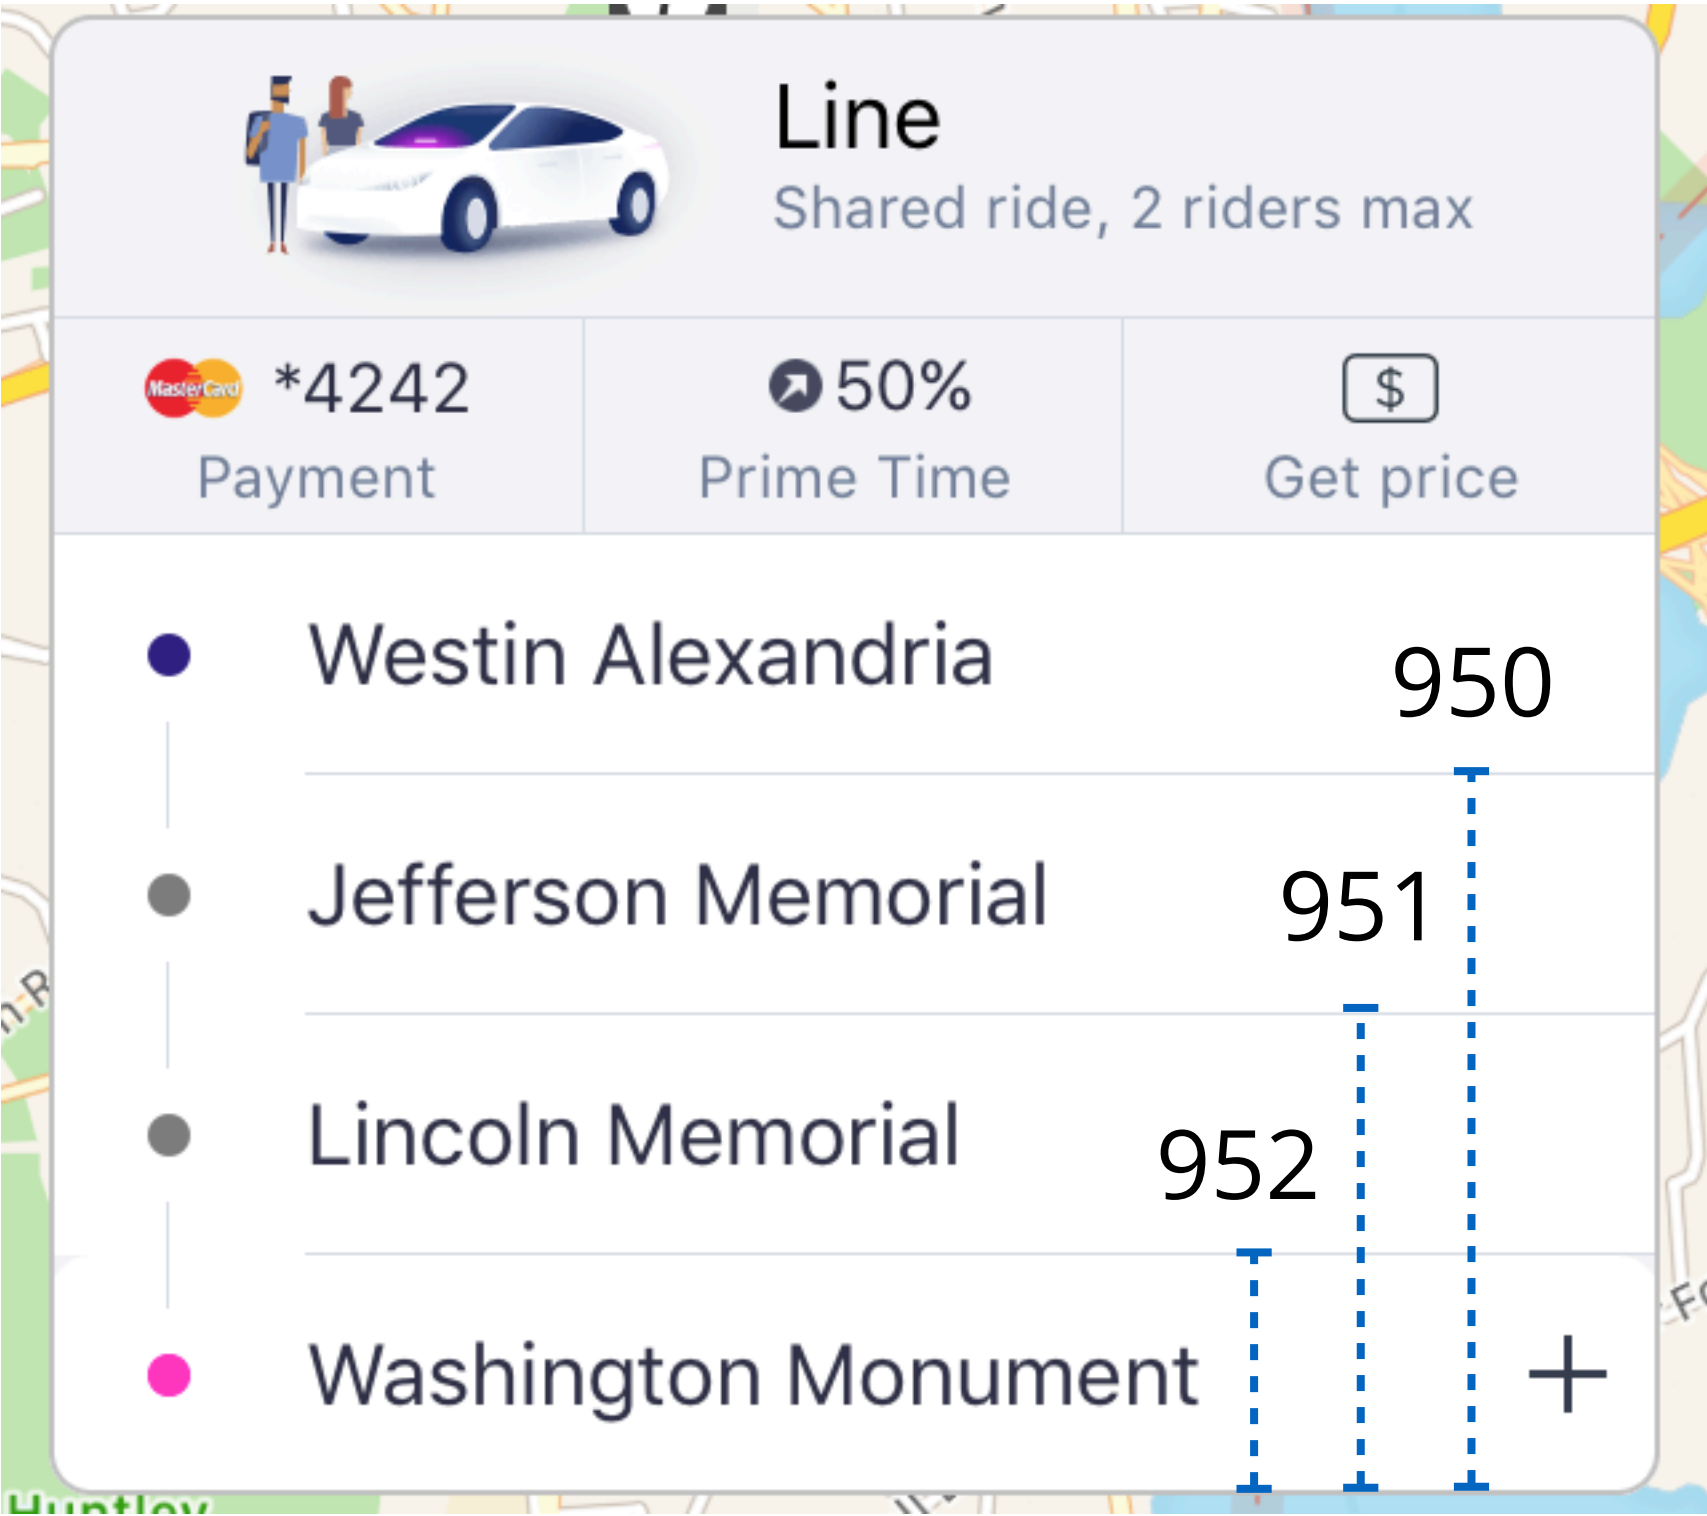 Line
Shared ride, 2 riders max
MasterCard *4242
50%
$
Payment
Prime Time
Get price
Westin Alexandria
950
Jefferson Memorial
951
Lincoln Memorial
952
Washington Monument
+
Huntley